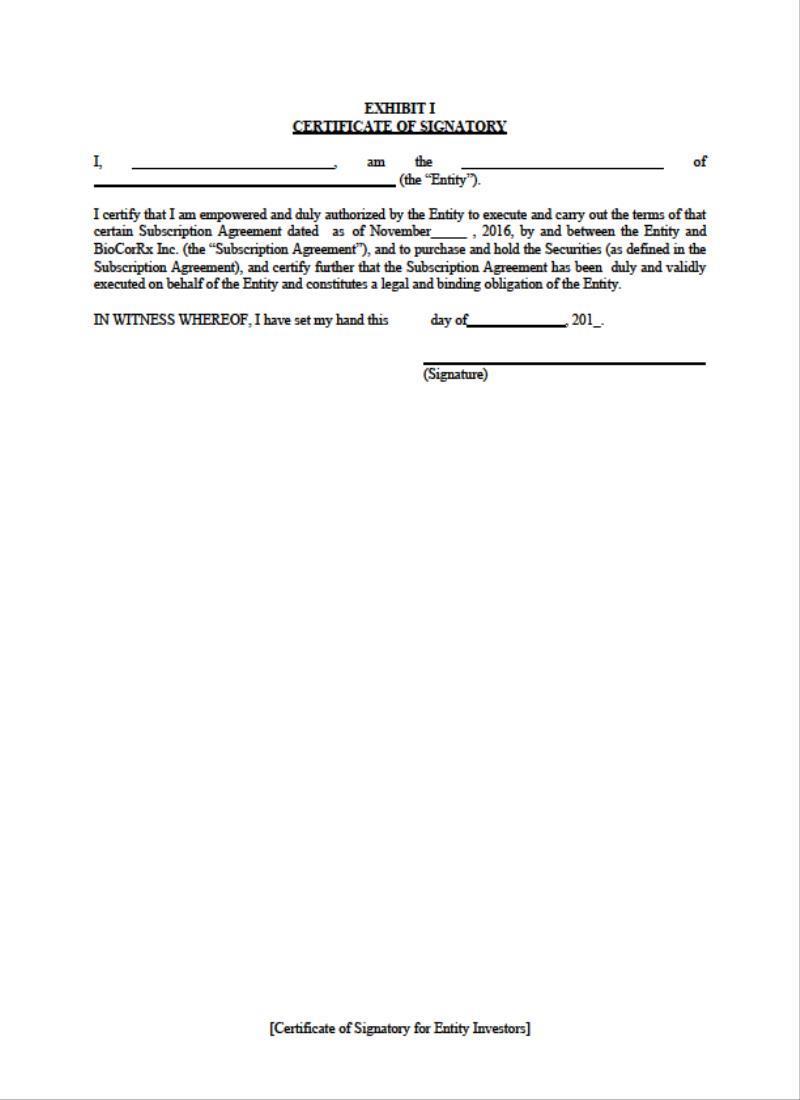 EXHIBIT I
CERTIFICATE OF SIGNATORY
I, ____________________, am the ____________________ of
______________________________ (the “Entity”).
I certify that I am empowered and duly authorized by the Entity to execute and carry out the terms of that
certain Subscription Agreement dated as of November_____ , 2016, by and between the Entity and
BioCorRx Inc. (the “Subscription Agreement”), and to purchase and hold the Securities (as defined in the
Subscription Agreement), and certify further that the Subscription Agreement has been duly and validly
executed on behalf of the Entity and constitutes a legal and binding obligation of the Entity.
IN WITNESS WHEREOF, I have set my hand this day of__________, 201_.
(Signature)
[Certificate of Signatory for Entity Investors]